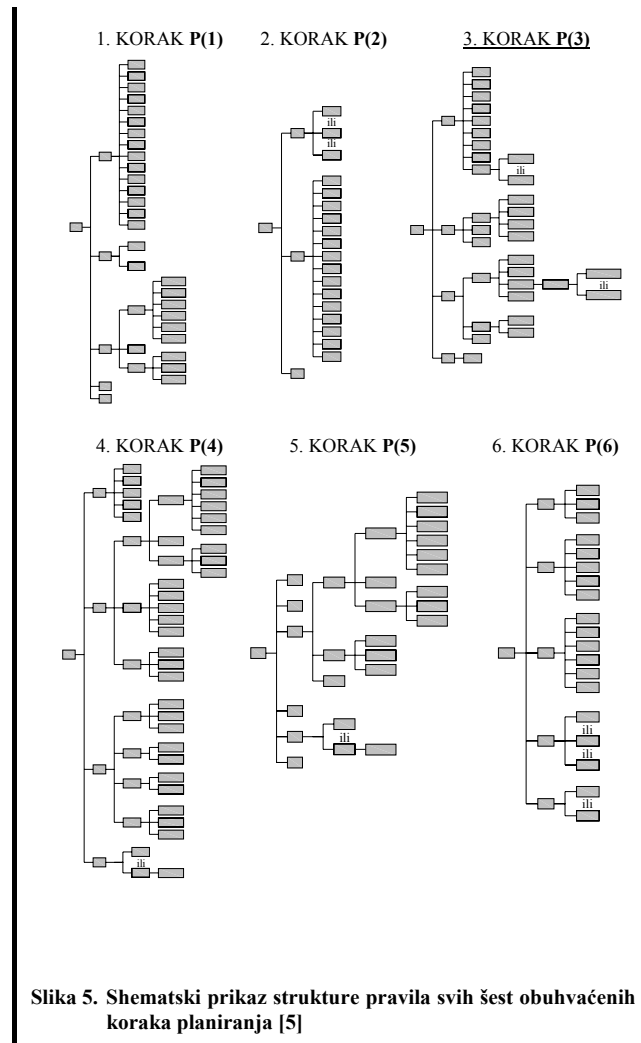 1. KORAK P(1) 2. KORAK P(2) 3. KORAK P(3)
ili
ili
ili
ili
4. KORAK P(4) 5. KORAK P(5) 6. KORAK P(6)
ili
ili
ili
ili
ili
Slika 5. Shematski prikaz strukture pravila svih šest obuhvaćenih
koraka planiranja [5]